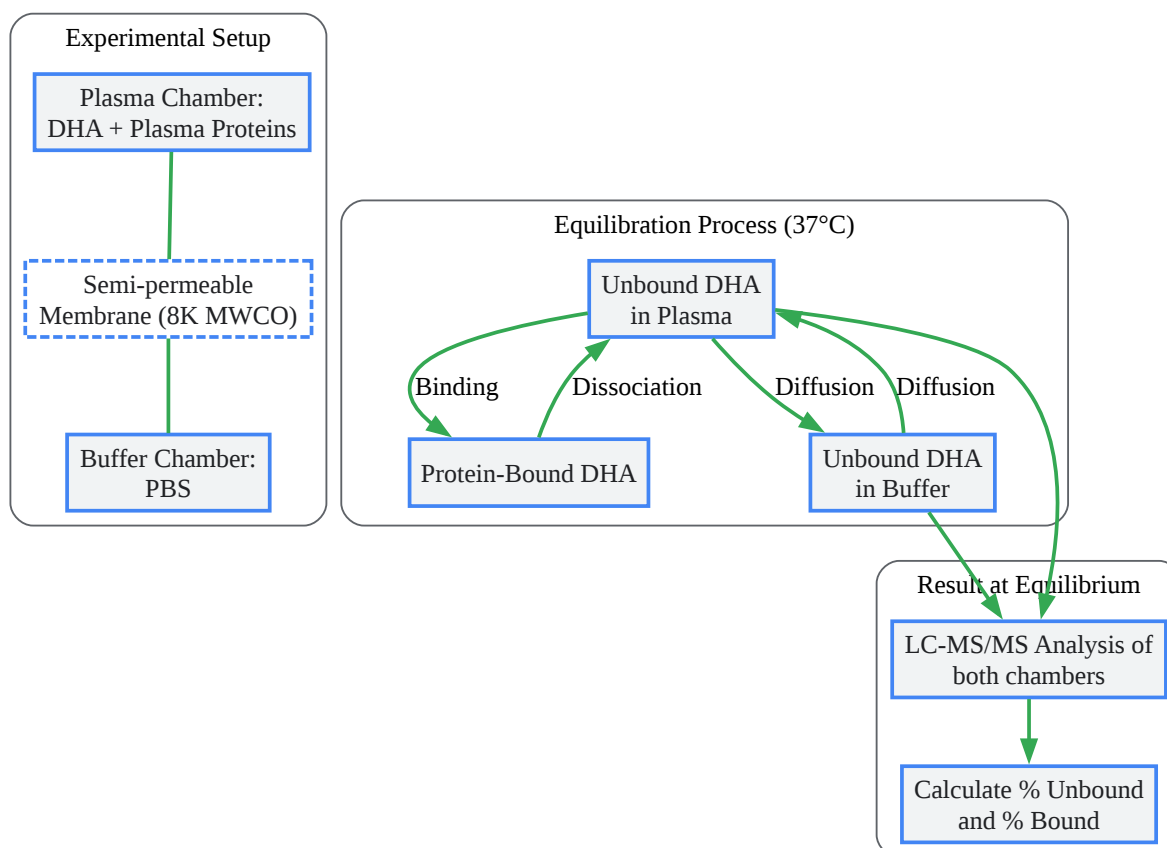 Experimental Setup
Plasma Chamber:
DHA + Plasma Proteins
Semi-permeable
Membrane (8K MWCO)
Buffer Chamber:
PBS
Equilibration Process (37°C)
Unbound DHA
in Plasma
Binding
Dissociation
Diffusion
Diffusion
Protein-Bound DHA
Unbound DHA
in Buffer
Result at Equilibrium
LC-MS/MS Analysis of
both chambers
Calculate % Unbound
and % Bound